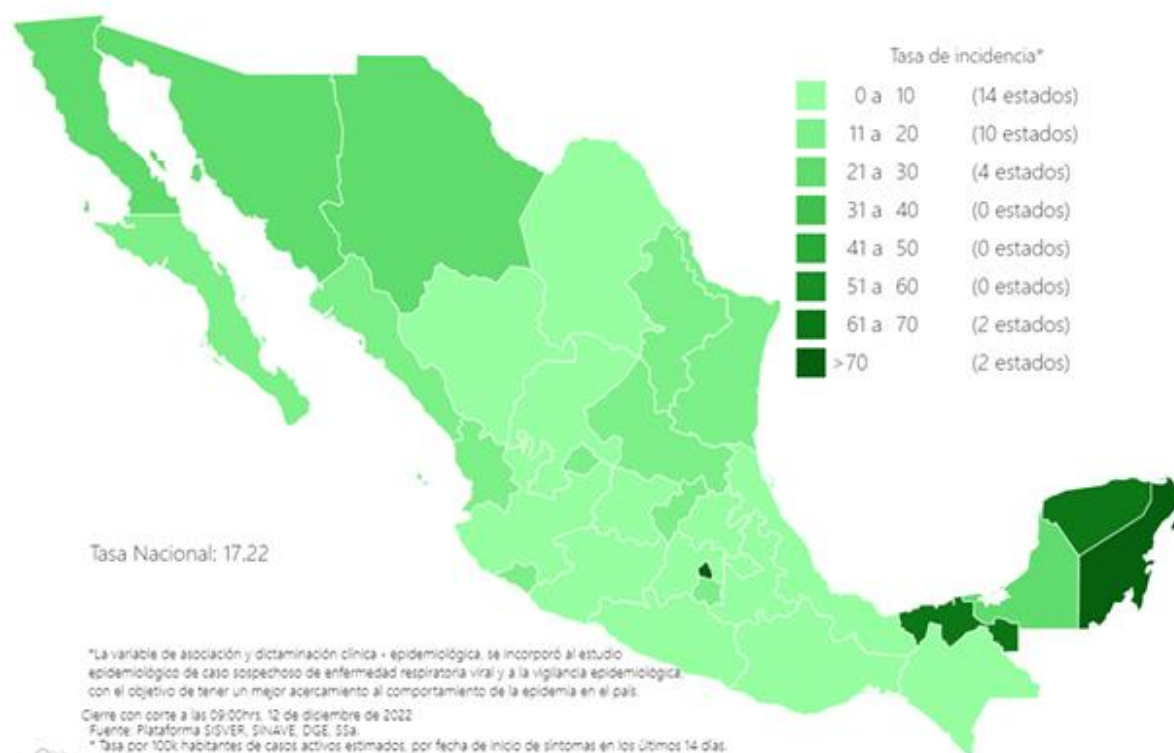 Tasa de incidencia*
0 a 10 (14 estados)
11 a 20 (10 estados)
21 a 30 (4 estados)
31 a 40 (0 estados)
41 a 50 (0 estados)
51 a 60 (0 estados)
61 a 70 (2 estados)
>70 (2 estados)
Tasa Nacional: 17.22
*La variable de asociación y dictaminación clínica - epidemiológica, se incorporó al estudio
epidemiológico de caso sospechoso de enfermedad respiratoria viral y a la vigilancia epidemiológica,
con el objetivo de tener un mejor acercamiento al comportamiento de la epidemia en el país.
Cierre con corte a las 09:00hrs, 12 de diciembre de 2022
Fuente: Plataforma SISVER, SINAVE, DGE, SSa.
* Tasa por 100k habitantes de casos activos estimados, por fecha de inicio de síntomas en los últimos 14 días.